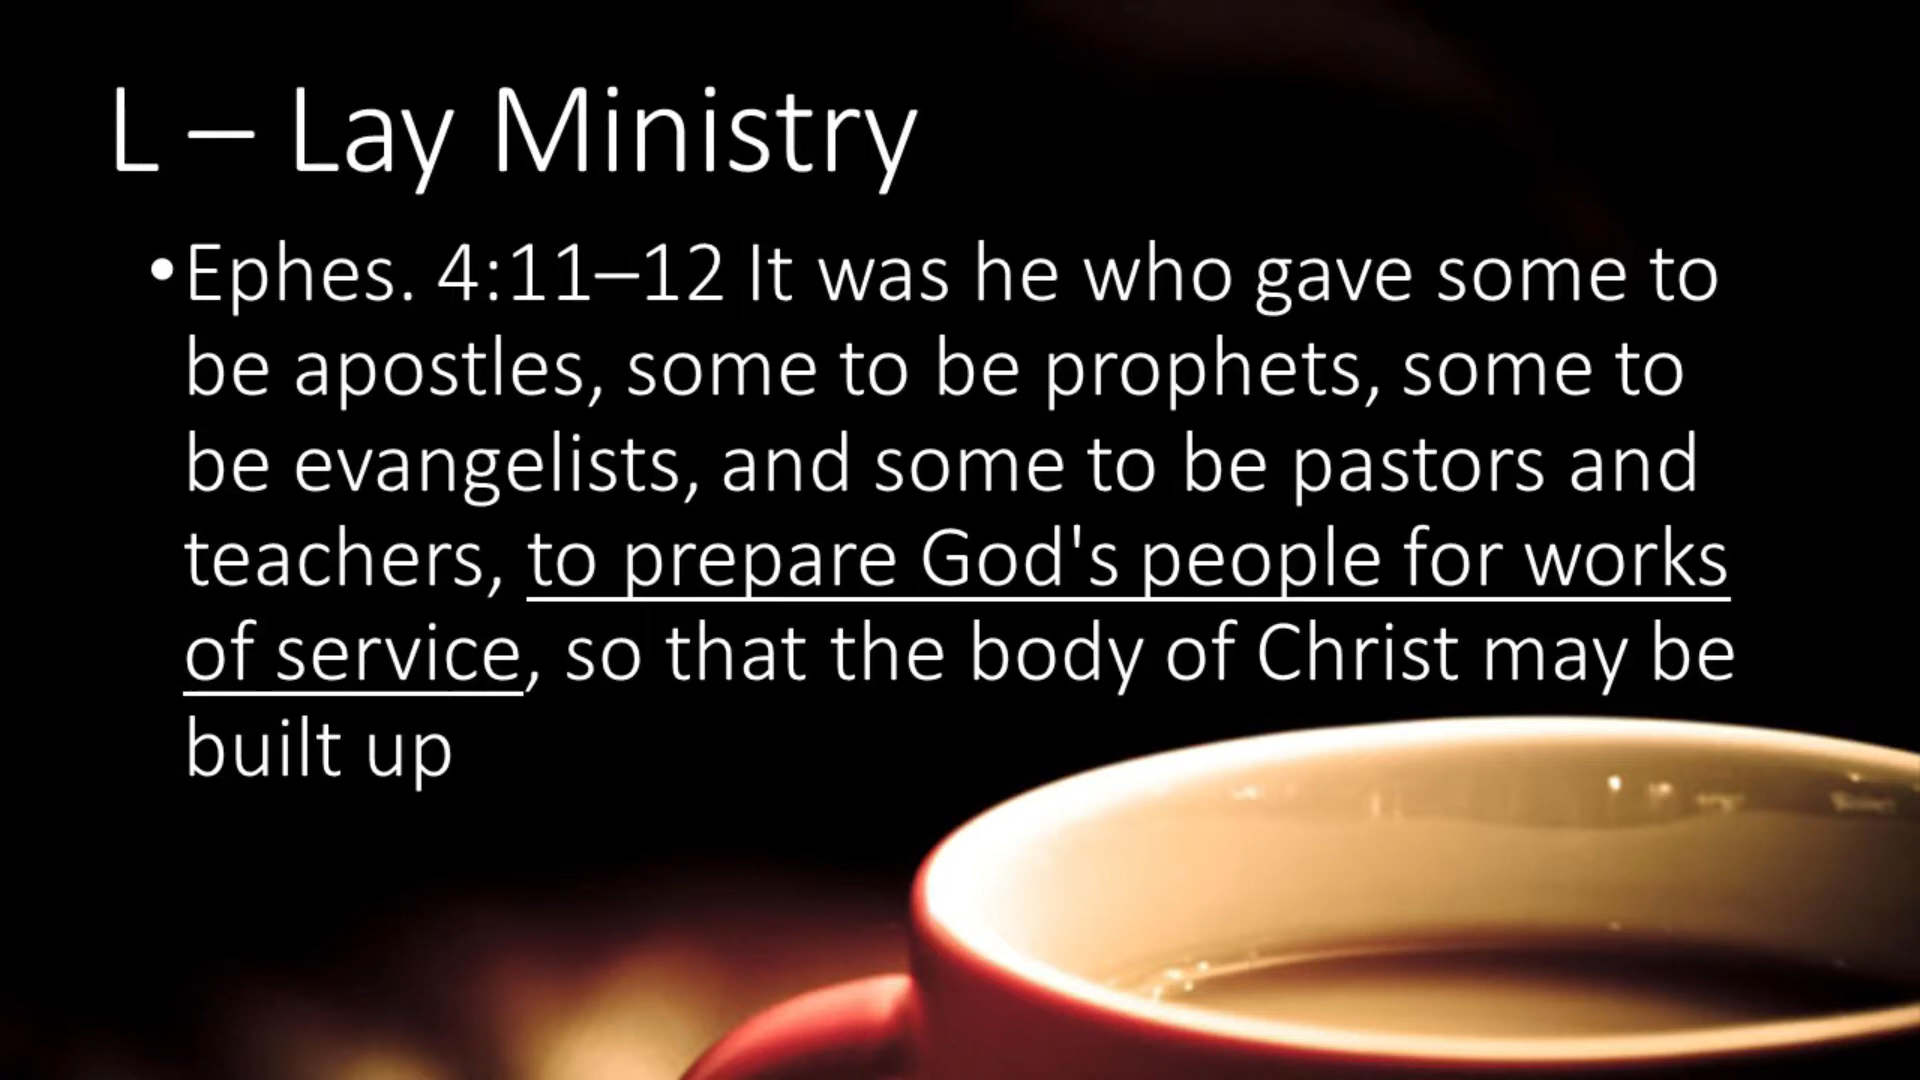 L – Lay Ministry
•Ephes. 4:11–12 It was he who gave some to
be apostles, some to be prophets, some to
be evangelists, and some to be pastors and
teachers, to prepare God's people for works
of service, so that the body of Christ may be
built up